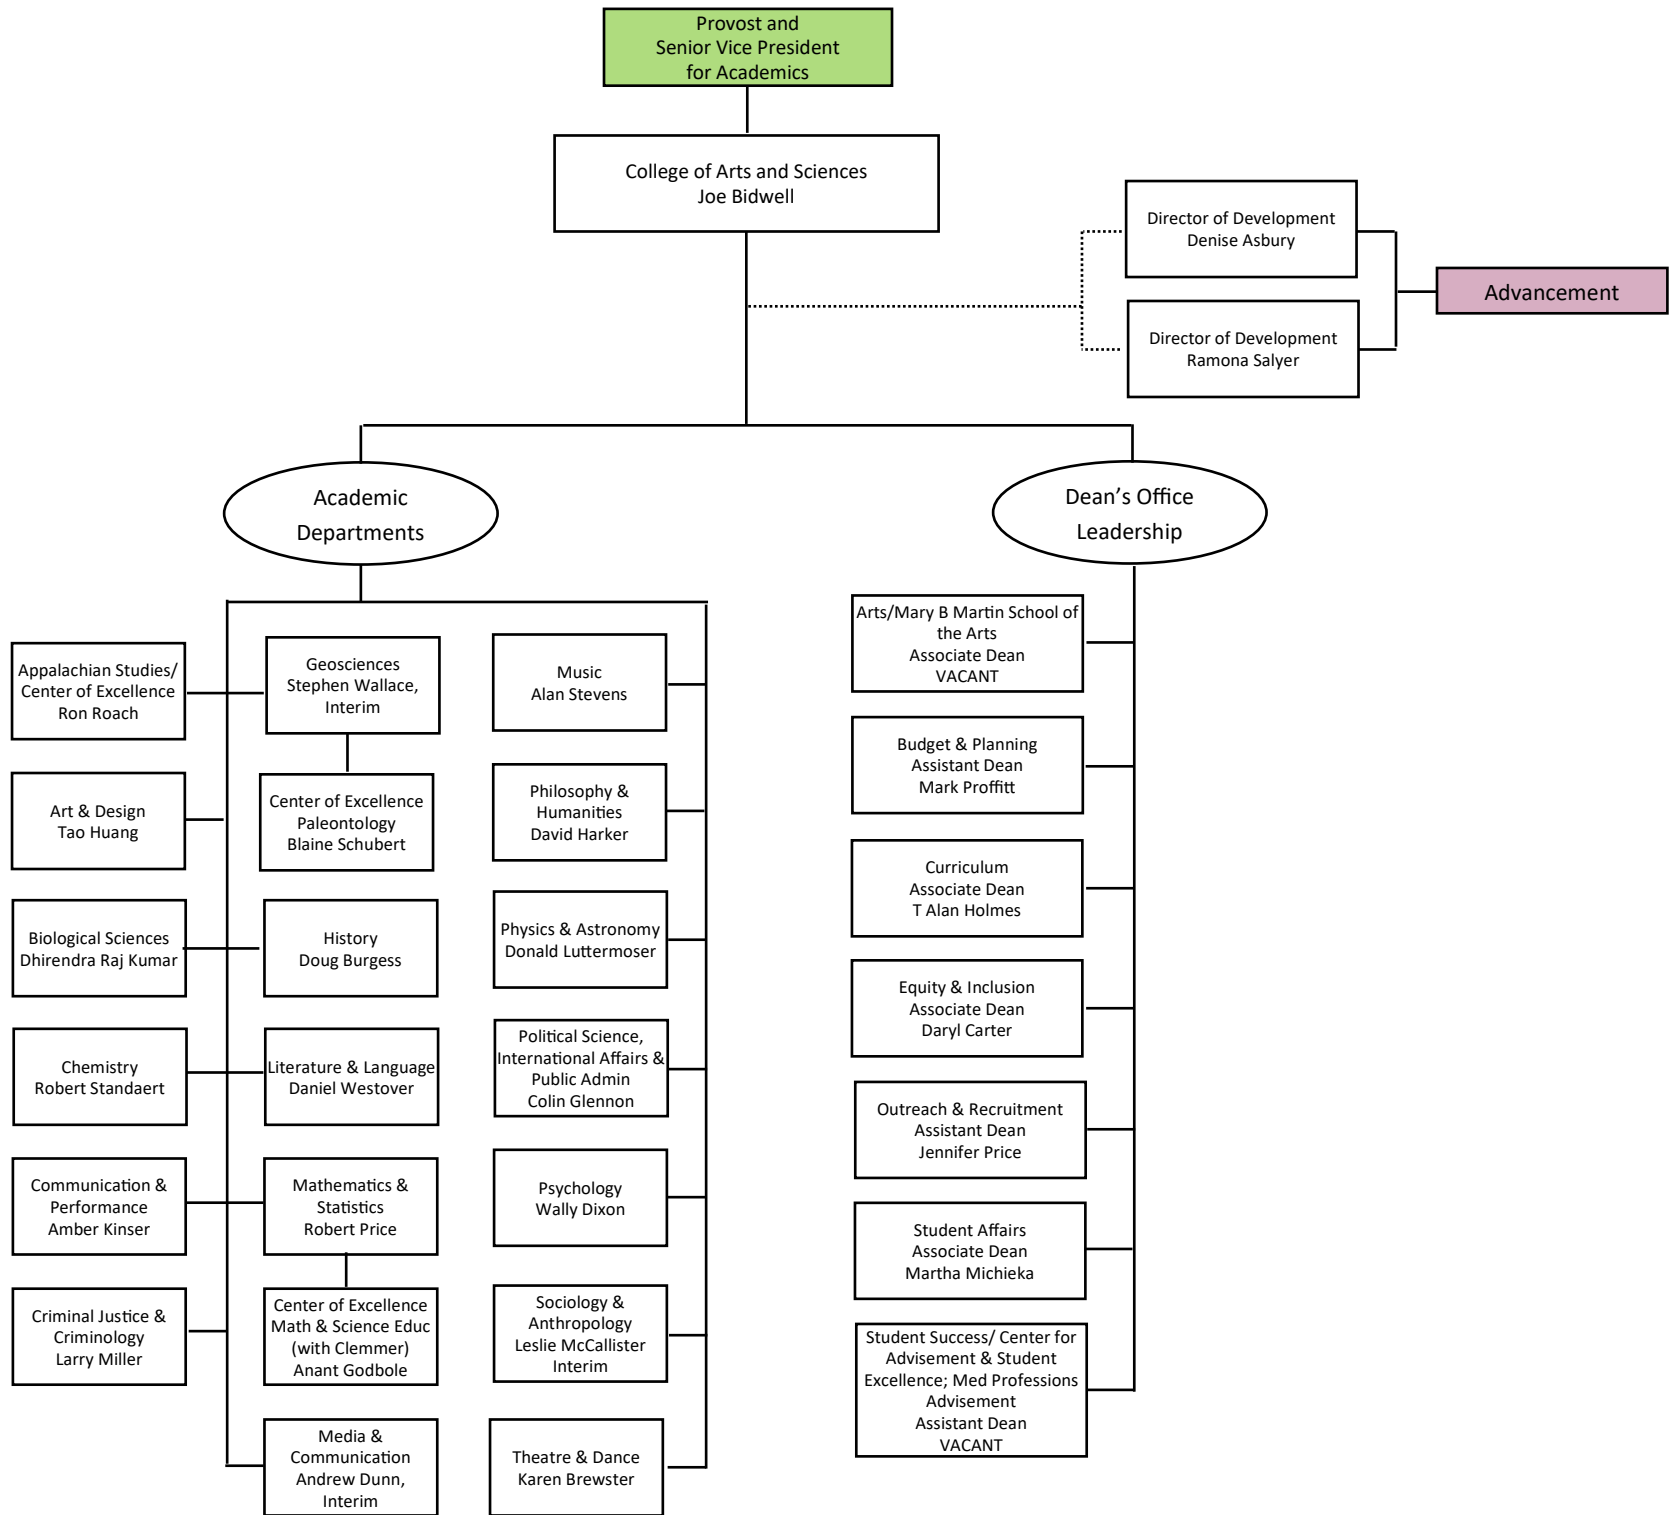 Provost and
Senior Vice President
for Academics
College of Arts and Sciences
Joe Bidwell
Director of Development
Denise Asbury
Advancement
Director of Development
Ramona Salyer
Academic
Departments
Dean’s Office
Leadership
Appalachian Studies/
Center of Excellence
Ron Roach
Art & Design
Tao Huang
Biological Sciences
Dhirendra Raj Kumar
Chemistry
Robert Standaert
Communication &
Performance
Amber Kinser
Criminal Justice &
Criminology
Larry Miller
Geosciences
Stephen Wallace,
Interim
Center of Excellence
Paleontology
Blaine Schubert
History
Doug Burgess
Literature & Language
Daniel Westover
Mathematics &
Statistics
Robert Price
Center of Excellence
Math & Science Educ
(with Clemmer)
Anant Godbole
Media &
Communication
Andrew Dunn,
Interim
Music
Alan Stevens
Philosophy &
Humanities
David Harker
Physics & Astronomy
Donald Luttermoser
Political Science,
International Affairs &
Public Admin
Colin Glennon
Psychology
Wally Dixon
Sociology &
Anthropology
Leslie McCallister
Interim
Theatre & Dance
Karen Brewster
Arts/Mary B Martin School of
the Arts
Associate Dean
VACANT
Budget & Planning
Assistant Dean
Mark Proffitt
Curriculum
Associate Dean
T Alan Holmes
Equity & Inclusion
Associate Dean
Daryl Carter
Outreach & Recruitment
Assistant Dean
Jennifer Price
Student Affairs
Associate Dean
Martha Michieka
Student Success/ Center for
Advisement & Student
Excellence; Med Professions
Advisement
Assistant Dean
VACANT